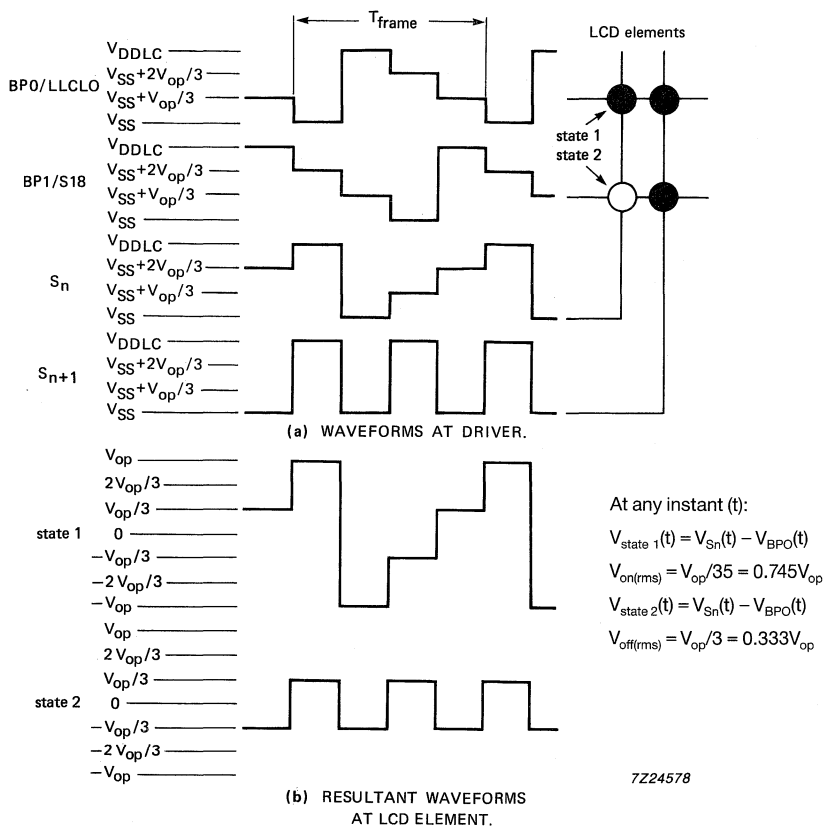 T_frame
LCD elements
BP0/LLCLO
V_DDLC
V_SS+2V_op/3
V_SS+V_op/3
V_SS
state 1
state 2
BP1/S18
V_DDLC
V_SS+2V_op/3
V_SS+V_op/3
V_SS
S_n
V_DDLC
V_SS+2V_op/3
V_SS+V_op/3
V_SS
S_n+1
V_DDLC
V_SS+2V_op/3
V_SS+V_op/3
V_SS
(a) WAVEFORMS AT DRIVER.
state 1
V_op
2V_op/3
V_op/3
0
−V_op/3
−2V_op/3
−V_op
state 2
V_op
2V_op/3
V_op/3
0
−V_op/3
−2V_op/3
−V_op
At any instant (t):
V_state 1(t) = V_Sn(t) − V_BPO(t)
V_on(rms) = V_op/35 = 0.745V_op
V_state 2(t) = V_Sn(t) − V_BPO(t)
V_off(rms) = V_op/3 = 0.333V_op
7Z24578
(b) RESULTANT WAVEFORMS
AT LCD ELEMENT.